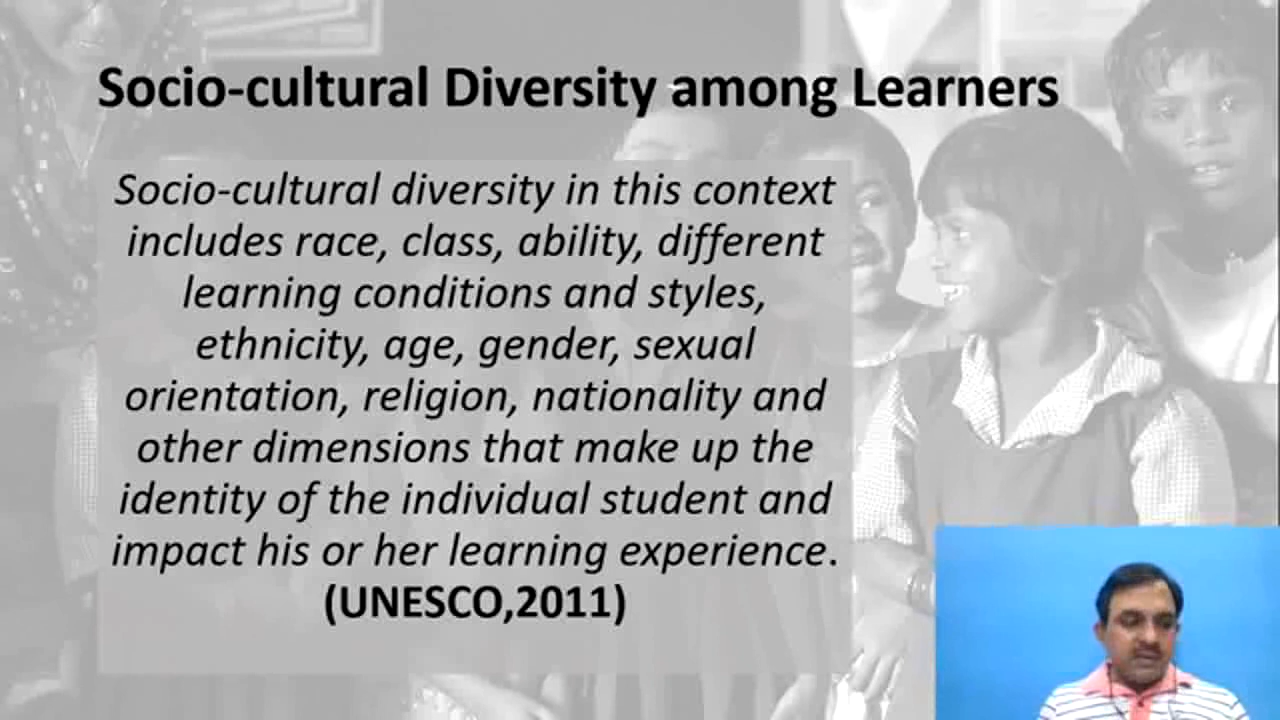 Socio-cultural Diversity among Learners
Socio-cultural diversity in this context
includes race, class, ability, different
learning conditions and styles,
ethnicity, age, gender, sexual
orientation, religion, nationality and
other dimensions that make up the
identity of the individual student and
impact his or her learning experience.
(UNESCO,2011)